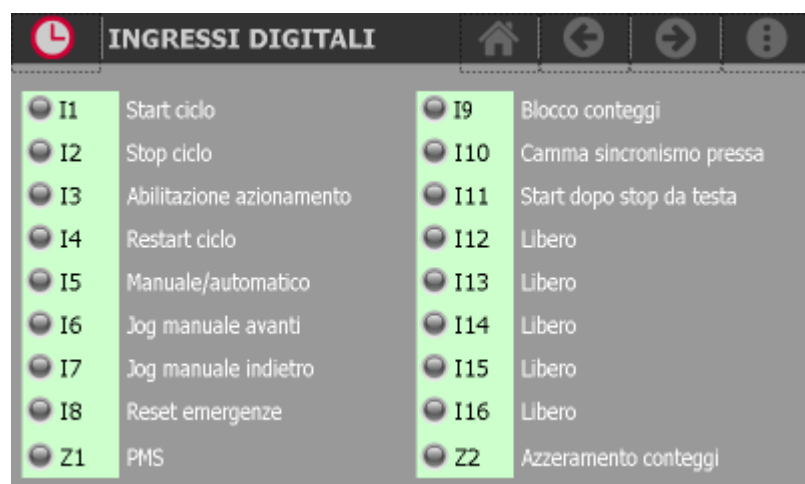 INGRESSI DIGITALI
I1 Start ciclo
I2 Stop ciclo
I3 Abilitazione azionamento
I4 Restart ciclo
I5 Manuale/automatico
I6 Jog manuale avanti
I7 Jog manuale indietro
I8 Reset emergenze
Z1 PMS
I9 Blocco conteggi
I10 Camma sincronismo pressa
I11 Start dopo stop da testa
I12 Libero
I13 Libero
I14 Libero
I15 Libero
I16 Libero
Z2 Azzeramento conteggi